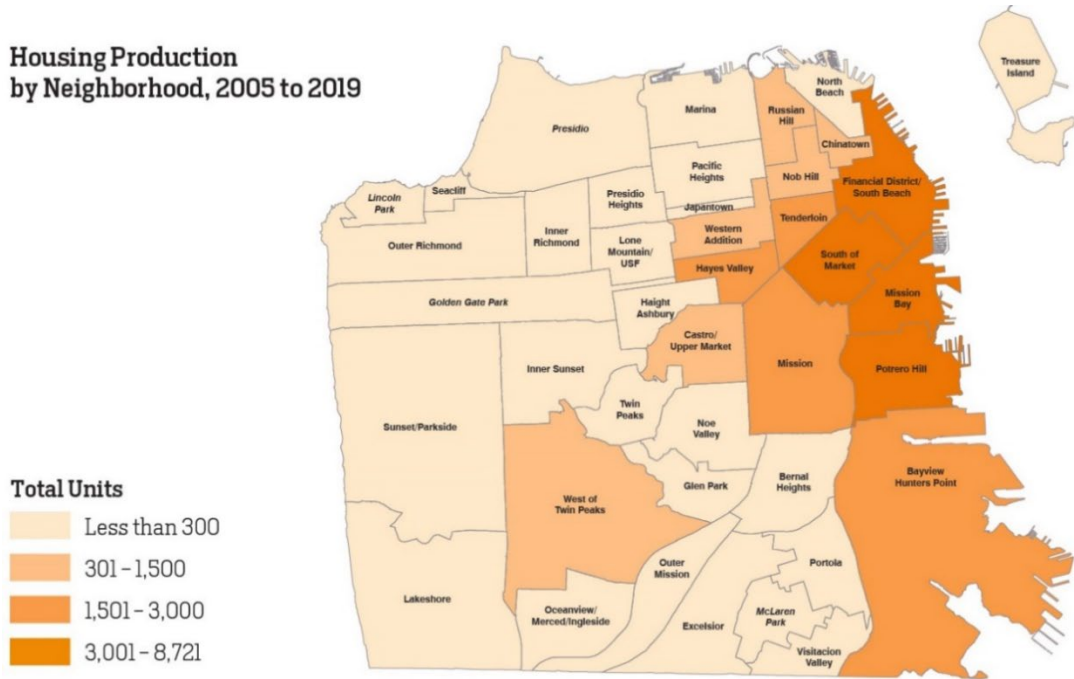 Housing Production
by Neighborhood, 2005 to 2019
Treasure
Island
North
Beach
Marina
Russian
Hill
Presidio
Chinatown
Pacific
Heights
Nob Hill
Financial District/
South Beach
Seacliff
Lincoln
Park
Presidio
Heights
Japantown
Tenderloin
Western
Addition
Outer Richmond
Inner
Richmond
Lone
Mountain/
USF
South of
Market
Hayes Valley
Mission
Bay
Golden Gate Park
Haight
Ashbury
Castro/
Upper Market
Mission
Potrero Hill
Inner Sunset
Twin
Peaks
Sunset/Parkside
Noe
Valley
Bayview
Hunters Point
Bernal
Heights
Glen Park
West of
Twin Peaks
Total Units
Less than 300
301 – 1,500
1,501 – 3,000
3,001 – 8,721
Outer
Mission
Portola
Lakeshore
Oceanview/
Merced/Ingleside
McLaren
Park
Excelsior
Visitacion
Valley